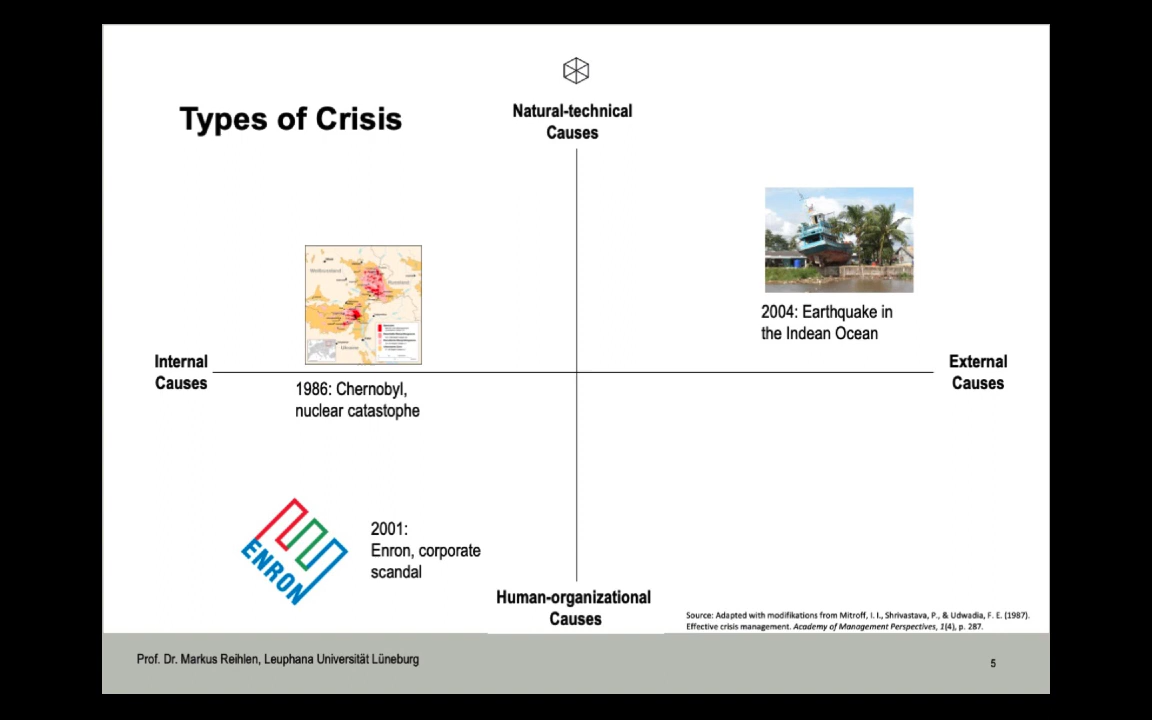 Types of Crisis
Natural-technical
Causes
2004: Earthquake in
the Indean Ocean
Internal
Causes
External
Causes
1986: Chernobyl,
nuclear catastophe
ENRON
2001:
Enron, corporate
scandal
Human-organizational
Causes
Source: Adapted with modifikations from Mitroff, I. I., Shrivastava, P., & Udwadia, F. E. (1987).
Effective crisis management. Academy of Management Perspectives, 1(4), p. 287.
Prof. Dr. Markus Reihlen, Leuphana Universität Lüneburg
5